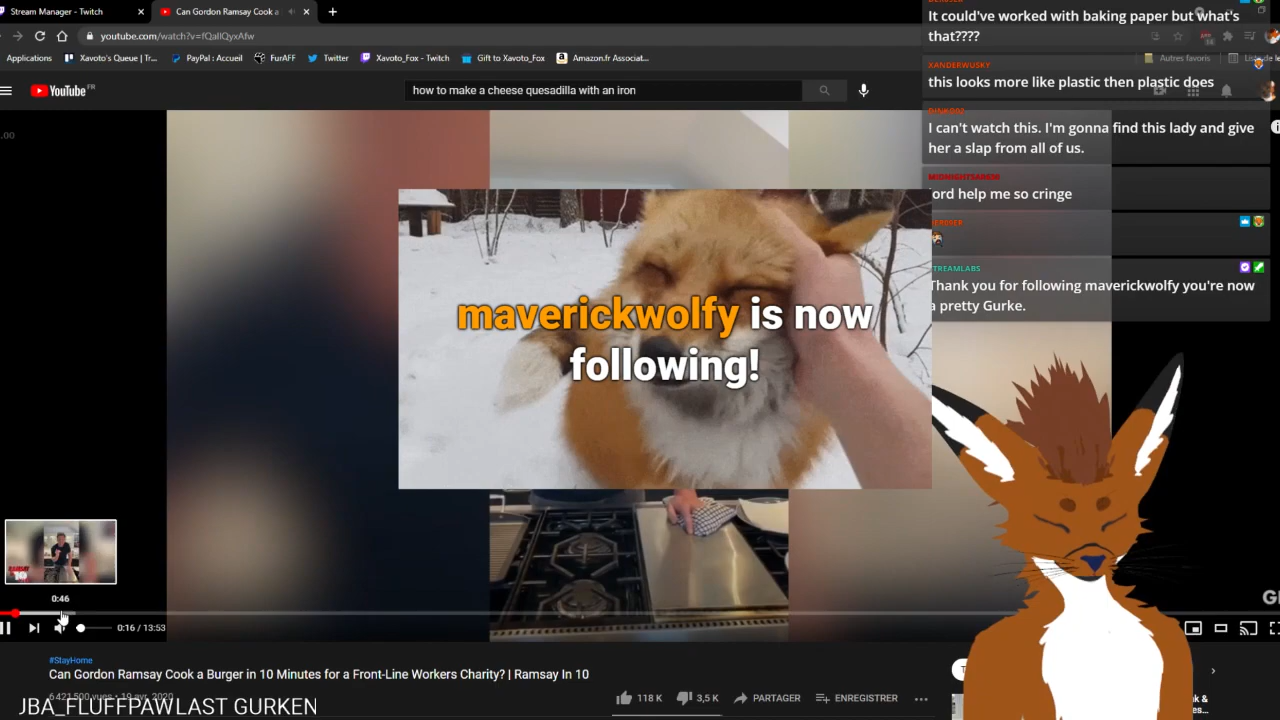 Stream Manager - Twitch
Can Gordon Ramsay Cook a
youtube.com/watch?v=fQallQyxAfw
Applications
Xavoto's Queue | Tr...
PayPal : Accueil
FurAFF
Twitter
Xavoto_Fox - Twitch
Gift to Xavoto_Fox
Amazon.fr Associat...
Autres favoris
YouTube FR
how to make a cheese quesadilla with an iron
.00
It could've worked with baking paper but what's
that????
XANDERWUSKY
this looks more like plastic then plastic does
I can't watch this. I'm gonna find this lady and give
her a slap from all of us.
lord help me so cringe
STREAMLABS
Thank you for following maverickwolfy you're now
a pretty Gurke.
maverickwolfy is now
following!
0:46
0:16 / 13:53
#StayHome
Can Gordon Ramsay Cook a Burger in 10 Minutes for a Front-Line Workers Charity? | Ramsay In 10
118 K
3,5 K
PARTAGER
ENREGISTRER
JBA_FLUFFPAW
LAST GURKEN